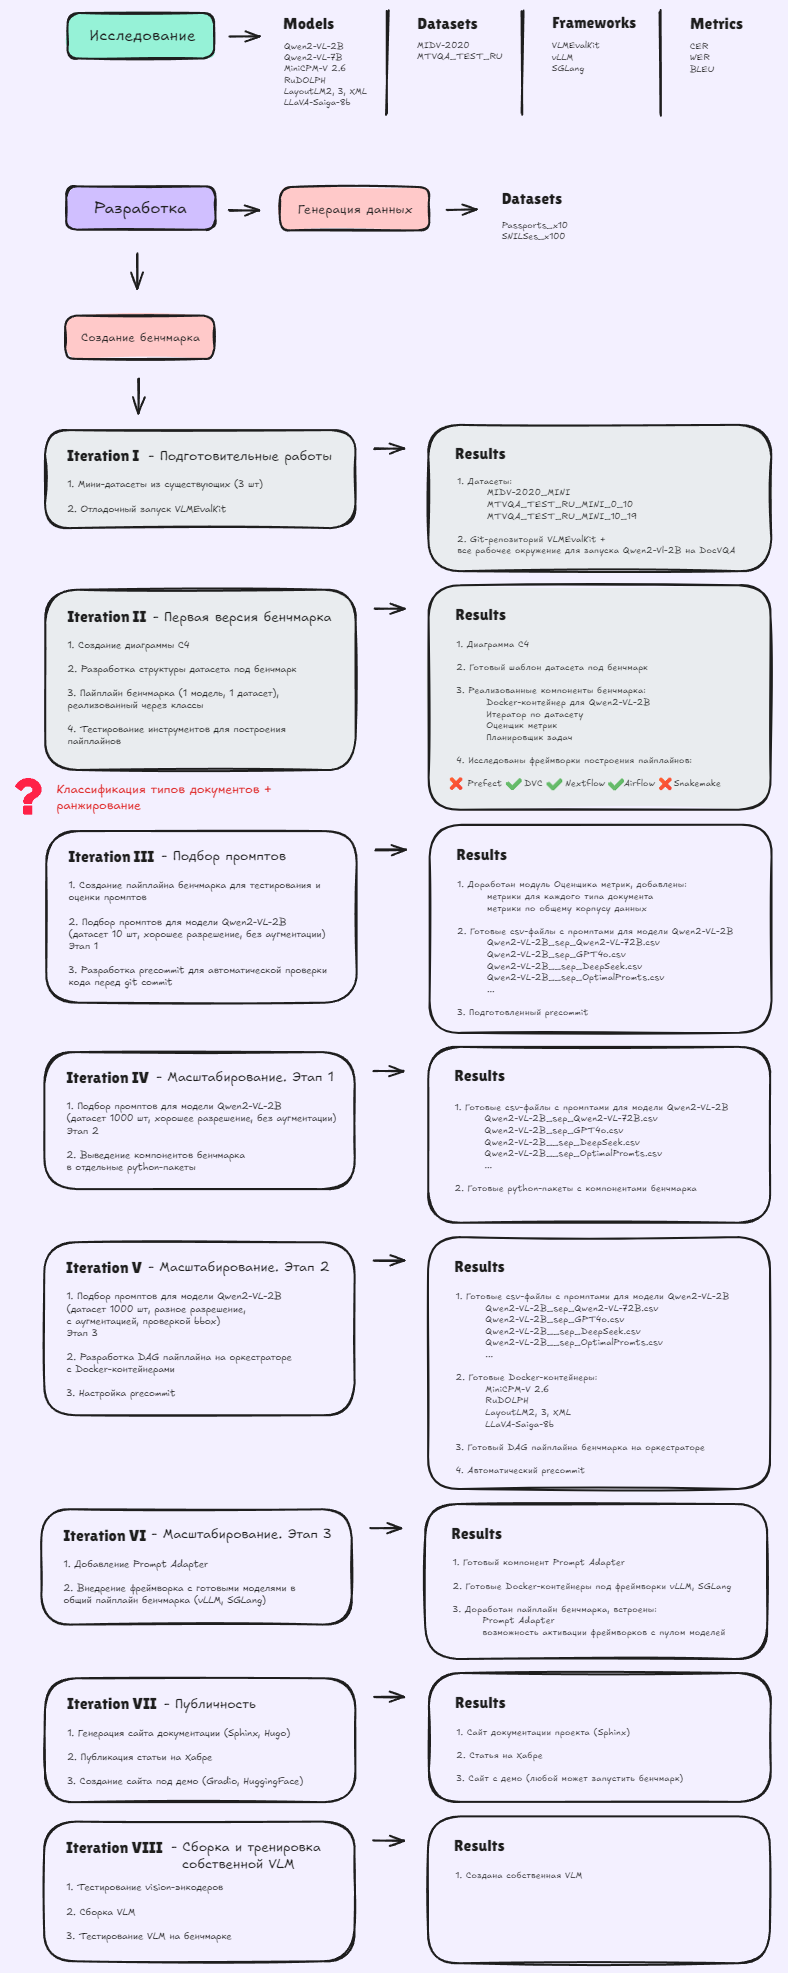 Исследование
Models
Qwen2-VL-2B
Qwen2-VL-7B
MiniCPM-V 2.6
RuDOLPH
LayoutLM2, 3, XML
LLaVA-Saiga-8b
Datasets
MIDV-2020
MTVQA_TEST_RU
Frameworks
VLMEvalKit
vLLM
SGLang
Metrics
CER
WER
BLEU
Разработка
Генерация данных
Datasets
Passports_x10
SNILSes_x100
Создание бенчмарка
Iteration I - Подготовительные работы
1. Мини-датасеты из существующих (3 шт)
2. Отладочный запуск VLMEvalKit
Results
1. Датасеты:
MIDV-2020_MINI
MTVQA_TEST_RU_MINI_0_10
MTVQA_TEST_RU_MINI_10_19
2. Git-репозиторий VLMEvalKit +
все рабочее окружение для запуска Qwen2-Vl-2B на DocVQA
Iteration II - Первая версия бенчмарка
1. Создание диаграммы C4
2. Разработка структуры датасета под бенчмарк
3. Пайплайн бенчмарка (1 модель, 1 датасет),
реализованный через классы
4. Тестирование инструментов для построения
пайплайнов
Results
1. Диаграмма C4
2. Готовый шаблон датасета под бенчмарк
3. Реализованные компоненты бенчмарка:
Docker-контейнер для Qwen2-VL-2B
Итератор по датасету
Оценщик метрик
Планировщик задач
4. Исследованы фреймворки построения пайплайнов:
❌ Prefect ✔ DVC ✔ Nextflow ✔ Airflow ❌ Snakemake
? Классификация типов документов +
ранжирование
Iteration III - Подбор промптов
1. Создание пайплайна бенчмарка для тестирования и
оценки промптов
2. Подбор промптов для модели Qwen2-VL-2B
(датасет 10 шт, хорошее разрешение, без аугментации)
Этап 1
3. Разработка precommit для автоматической проверки
кода перед git commit
Results
1. Доработан модуль Оценщика метрик, добавлены:
метрики для каждого типа документа
метрики по общему корпусу данных
2. Готовые csv-файлы с промптами для модели Qwen2-VL-2B
Qwen2-VL-2B_sep_Qwen2-VL-72B.csv
Qwen2-VL-2B_sep_GPT4o.csv
Qwen2-VL-2B__sep_DeepSeek.csv
Qwen2-VL-2B__sep_OptimalPromts.csv
...
3. Подготовленный precommit
Iteration IV - Масштабирование. Этап 1
1. Подбор промптов для модели Qwen2-VL-2B
(датасет 1000 шт, хорошее разрешение, без аугментации)
Этап 2
2. Выведение компонентов бенчмарка
в отдельные python-пакеты
Results
1. Готовые csv-файлы с промптами для модели Qwen2-VL-2B
Qwen2-VL-2B_sep_Qwen2-VL-72B.csv
Qwen2-VL-2B_sep_GPT4o.csv
Qwen2-VL-2B__sep_DeepSeek.csv
Qwen2-VL-2B__sep_OptimalPromts.csv
...
2. Готовые python-пакеты с компонентами бенчмарка
Iteration V - Масштабирование. Этап 2
1. Подбор промптов для модели Qwen2-VL-2B
(датасет 1000 шт, разное разрешение,
с аугментацией, проверкой bbox)
Этап 3
2. Разработка DAG пайплайна на оркестраторе
с Docker-контейнерами
3. Настройка precommit
Results
1. Готовые csv-файлы с промптами для модели Qwen2-VL-2B
Qwen2-VL-2B_sep_Qwen2-VL-72B.csv
Qwen2-VL-2B_sep_GPT4o.csv
Qwen2-VL-2B__sep_DeepSeek.csv
Qwen2-VL-2B__sep_OptimalPromts.csv
...
2. Готовые Docker-контейнеры:
MiniCPM-V 2.6
RuDOLPH
LayoutLM2, 3, XML
LLaVA-Saiga-8b
3. Готовый DAG пайплайна бенчмарка на оркестраторе
4. Автоматический precommit
Iteration VI - Масштабирование. Этап 3
1. Добавление Prompt Adapter
2. Внедрение фреймворка с готовыми моделями в
общий пайплайн бенчмарка (vLLM, SGLang)
Results
1. Готовый компонент Prompt Adapter
2. Готовые Docker-контейнеры под фреймворки vLLM, SGLang
3. Доработан пайплайн бенчмарка, встроены:
Prompt Adapter
возможность активации фреймворков с пулом моделей
Iteration VII - Публичность
1. Генерация сайта документации (Sphinx, Hugo)
2. Публикация статьи на Хабре
3. Создание сайта под демо (Gradio, HuggingFace)
Results
1. Сайт документации проекта (Sphinx)
2. Статья на Хабре
3. Сайт с демо (любой может запустить бенчмарк)
Iteration VIII - Сборка и тренировка
собственной VLM
1. Тестирование vision-энкодеров
2. Сборка VLM
3. Тестирование VLM на бенчмарке
Results
1. Создана собственная VLM